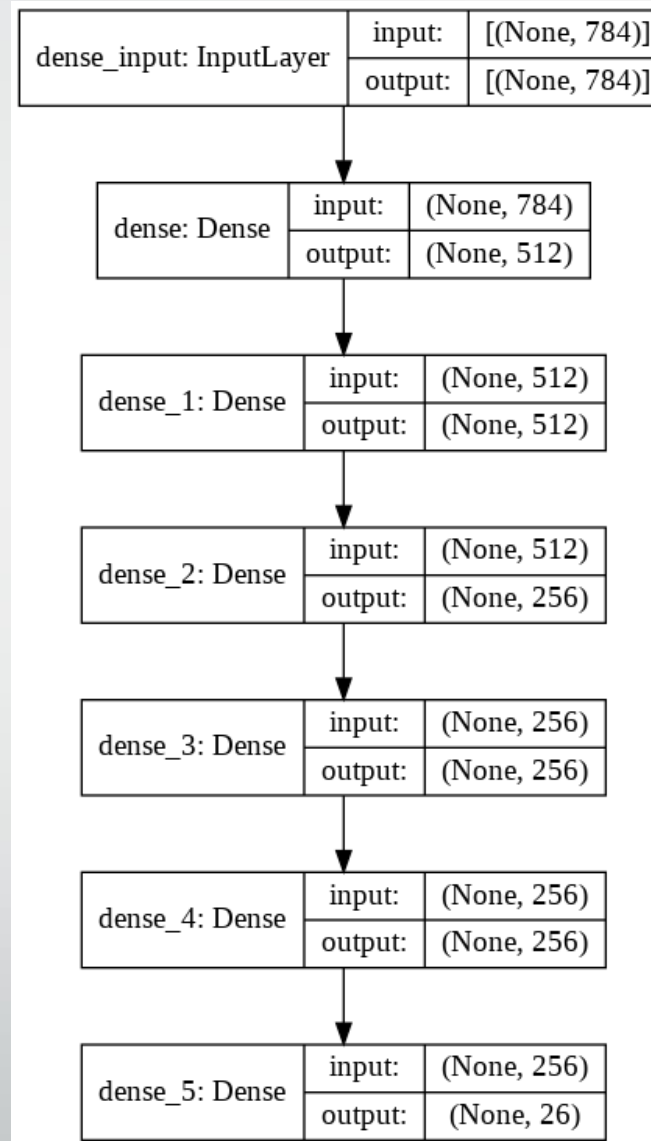 dense_input: InputLayer
input: [(None, 784)]
output: [(None, 784)]
dense: Dense
input: (None, 784)
output: (None, 512)
dense_1: Dense
input: (None, 512)
output: (None, 512)
dense_2: Dense
input: (None, 512)
output: (None, 256)
dense_3: Dense
input: (None, 256)
output: (None, 256)
dense_4: Dense
input: (None, 256)
output: (None, 256)
dense_5: Dense
input: (None, 256)
output: (None, 26)